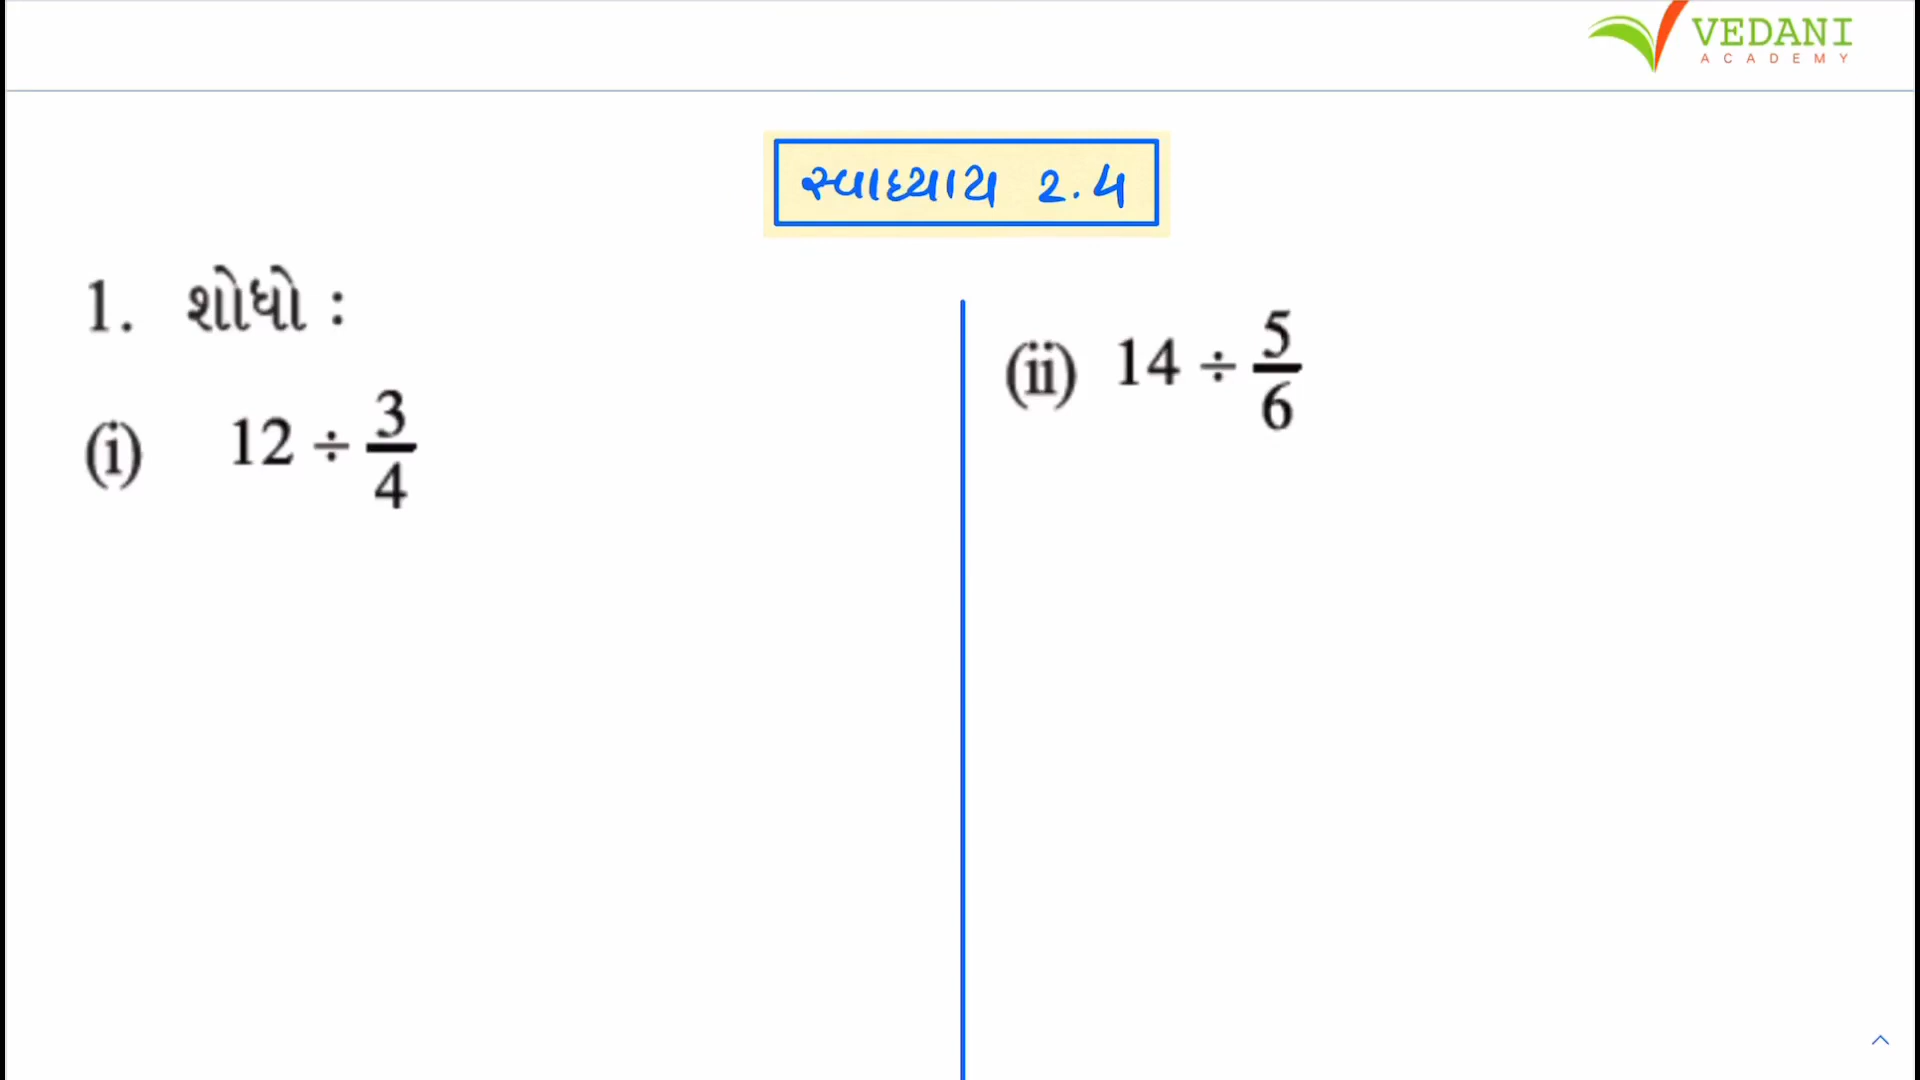 VEDANI
ACADEMY
સ્વાધ્યાય 2.4
1. શોધો :
(i) 12 ÷ 3/4
(ii) 14 ÷ 5/6